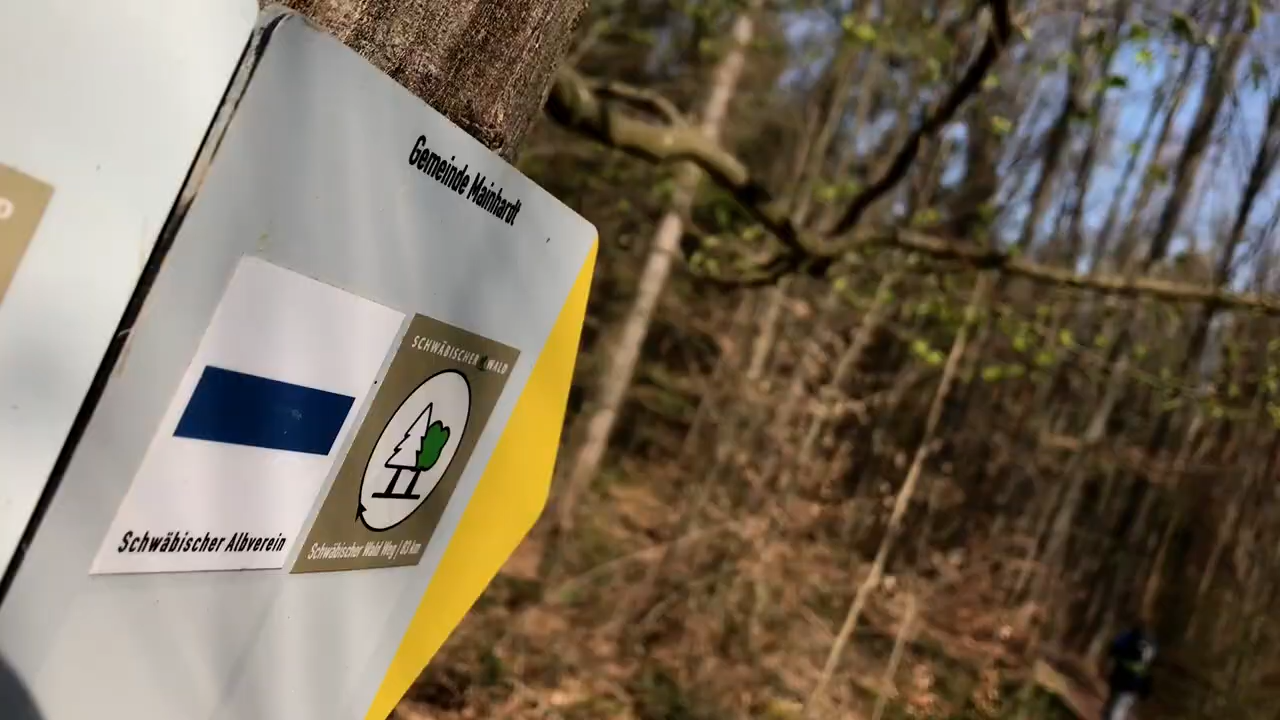 Gemeinde Mainhardt
SCHWÄBISCHER WALD
Schwäbischer Albverein
Schwäbischer Wald Weg | 83 km